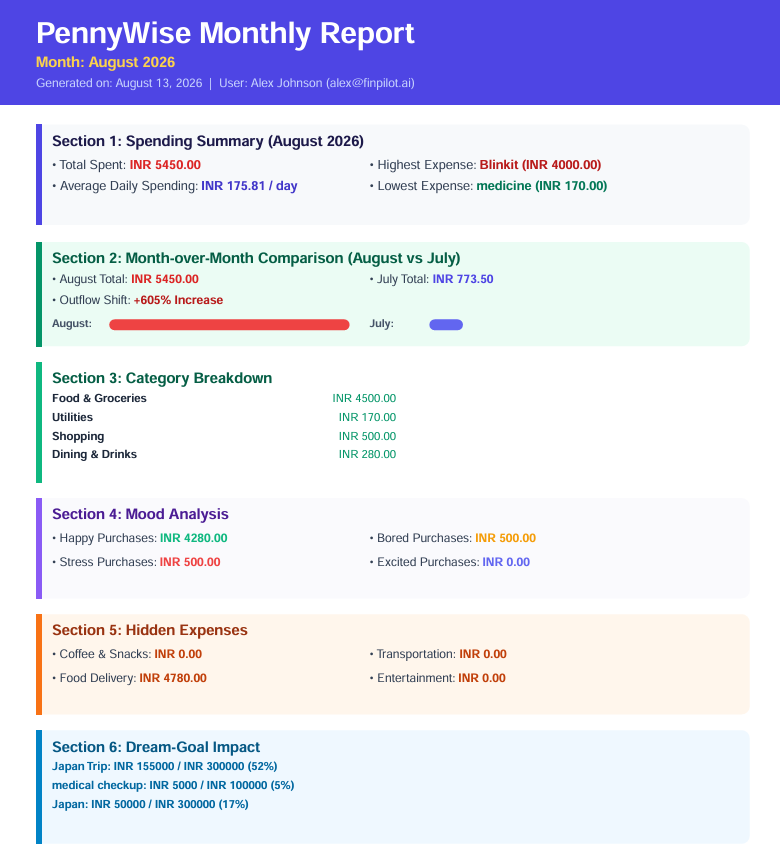 PennyWise Monthly Report
Month: August 2026
Generated on: August 13, 2026 | User: Alex Johnson (alex@finpilot.ai)
Section 1: Spending Summary (August 2026)
• Total Spent: INR 5450.00
• Highest Expense: Blinkit (INR 4000.00)
• Average Daily Spending: INR 175.81 / day
• Lowest Expense: medicine (INR 170.00)
Section 2: Month-over-Month Comparison (August vs July)
• August Total: INR 5450.00
• July Total: INR 773.50
• Outflow Shift: +605% Increase
August:
July:
Section 3: Category Breakdown
Food & Groceries INR 4500.00
Utilities INR 170.00
Shopping INR 500.00
Dining & Drinks INR 280.00
Section 4: Mood Analysis
• Happy Purchases: INR 4280.00
• Bored Purchases: INR 500.00
• Stress Purchases: INR 500.00
• Excited Purchases: INR 0.00
Section 5: Hidden Expenses
• Coffee & Snacks: INR 0.00
• Transportation: INR 0.00
• Food Delivery: INR 4780.00
• Entertainment: INR 0.00
Section 6: Dream-Goal Impact
Japan Trip: INR 155000 / INR 300000 (52%)
medical checkup: INR 5000 / INR 100000 (5%)
Japan: INR 50000 / INR 300000 (17%)